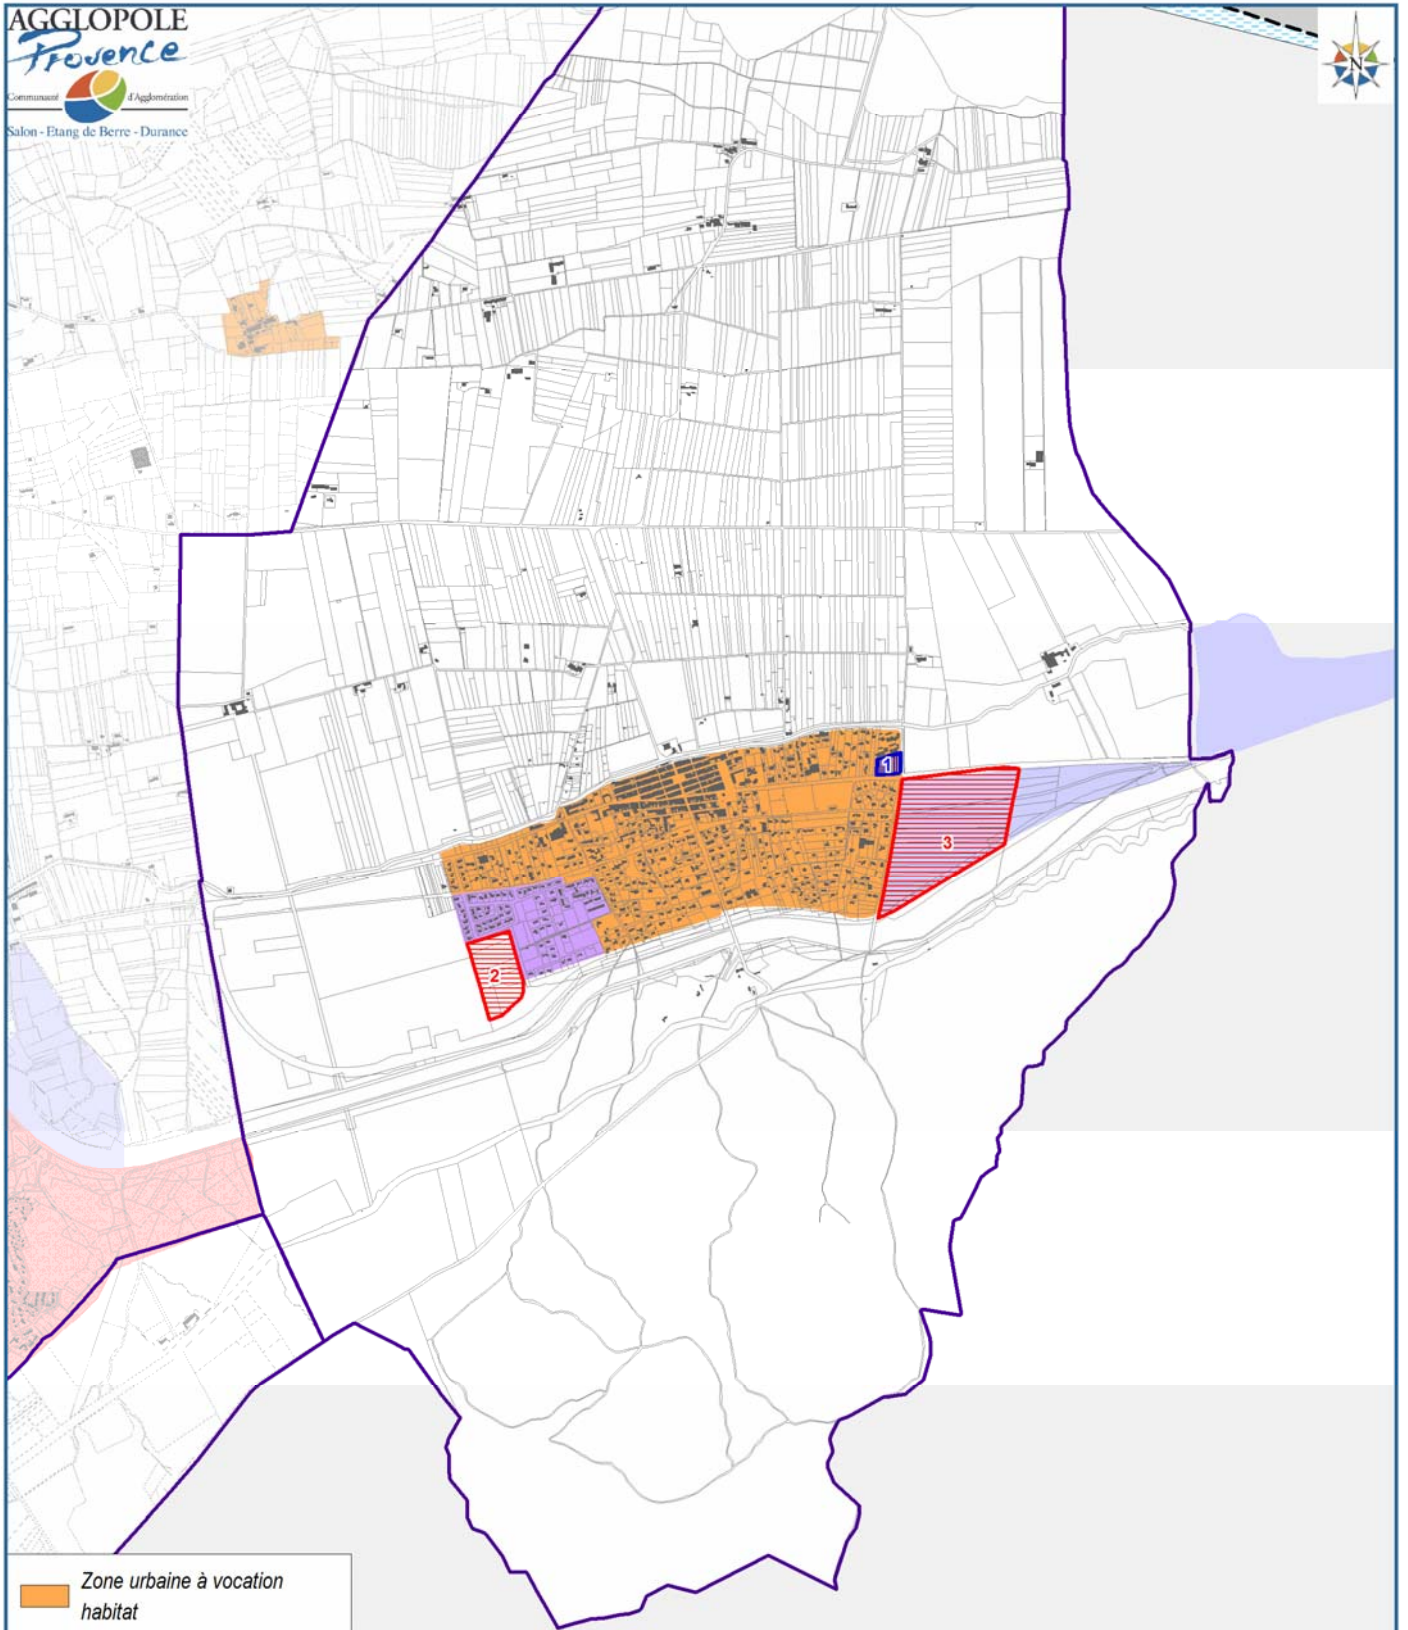 AGGLOPOLE
Provence
Communauté d'Agglomération
Salon - Etang de Berre - Durance
N
1
3
2
Zone urbaine à vocation
habitat